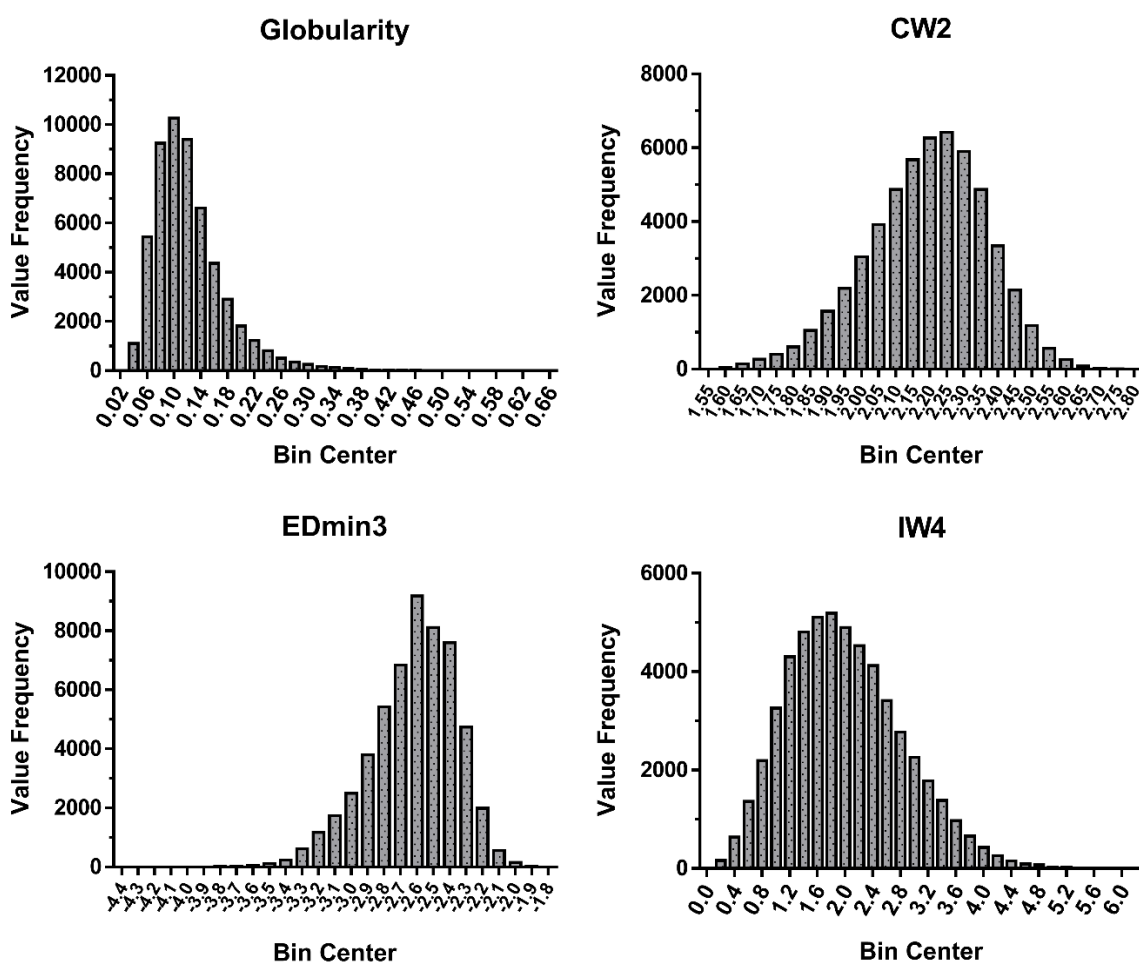 Globularity
Value Frequency
12000
10000
8000
6000
4000
2000
0
0.02 0.06 0.10 0.14 0.18 0.22 0.26 0.30 0.34 0.38 0.42 0.46 0.50 0.54 0.58 0.62 0.66
Bin Center
CW2
Value Frequency
8000
6000
4000
2000
0
1.55 1.60 1.65 1.70 1.75 1.80 1.85 1.90 1.95 2.00 2.05 2.10 2.15 2.20 2.25 2.30 2.35 2.40 2.45 2.50 2.55 2.60 2.65 2.70 2.75 2.80
Bin Center
EDmin3
Value Frequency
10000
8000
6000
4000
2000
0
-4.4 -4.3 -4.2 -4.1 -4.0 -3.9 -3.8 -3.7 -3.6 -3.5 -3.4 -3.3 -3.2 -3.1 -3.0 -2.9 -2.8 -2.7 -2.6 -2.5 -2.4 -2.3 -2.2 -2.1 -2.0 -1.9 -1.8
Bin Center
IW4
Value Frequency
6000
4000
2000
0
0.0 0.4 0.8 1.2 1.6 2.0 2.4 2.8 3.2 3.6 4.0 4.4 4.8 5.2 5.6 6.0
Bin Center